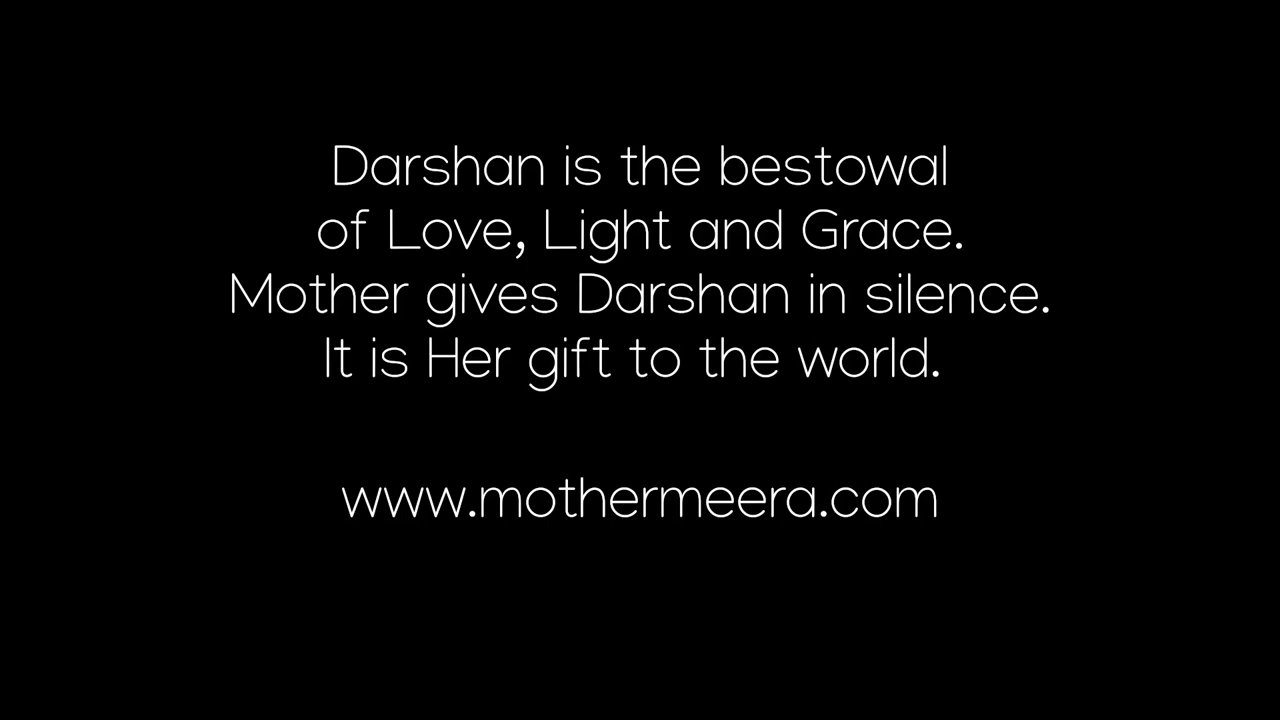 Darshan is the bestowal
of Love, Light and Grace.
Mother gives Darshan in silence.
It is Her gift to the world.
www.mothermeera.com